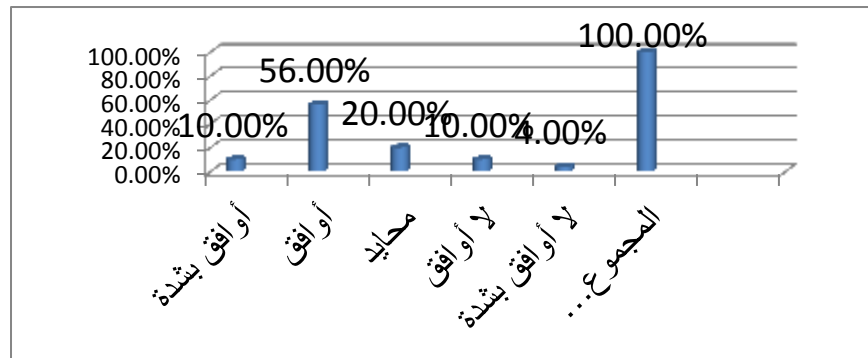 100.00%
80.00%
60.00%
40.00%
20.00%
0.00%
10.00%
56.00%
20.00%
10.00%
4.00%
100.00%
أوافق بشدة
أوافق
محايد
لا أوافق
لا أوافق بشدة
المجموع...